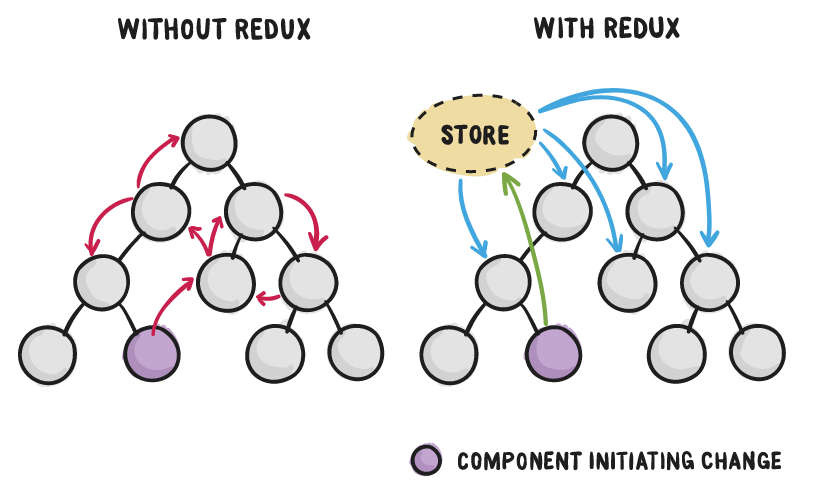 WITHOUT REDUX
WITH REDUX
STORE
COMPONENT INITIATING CHANGE